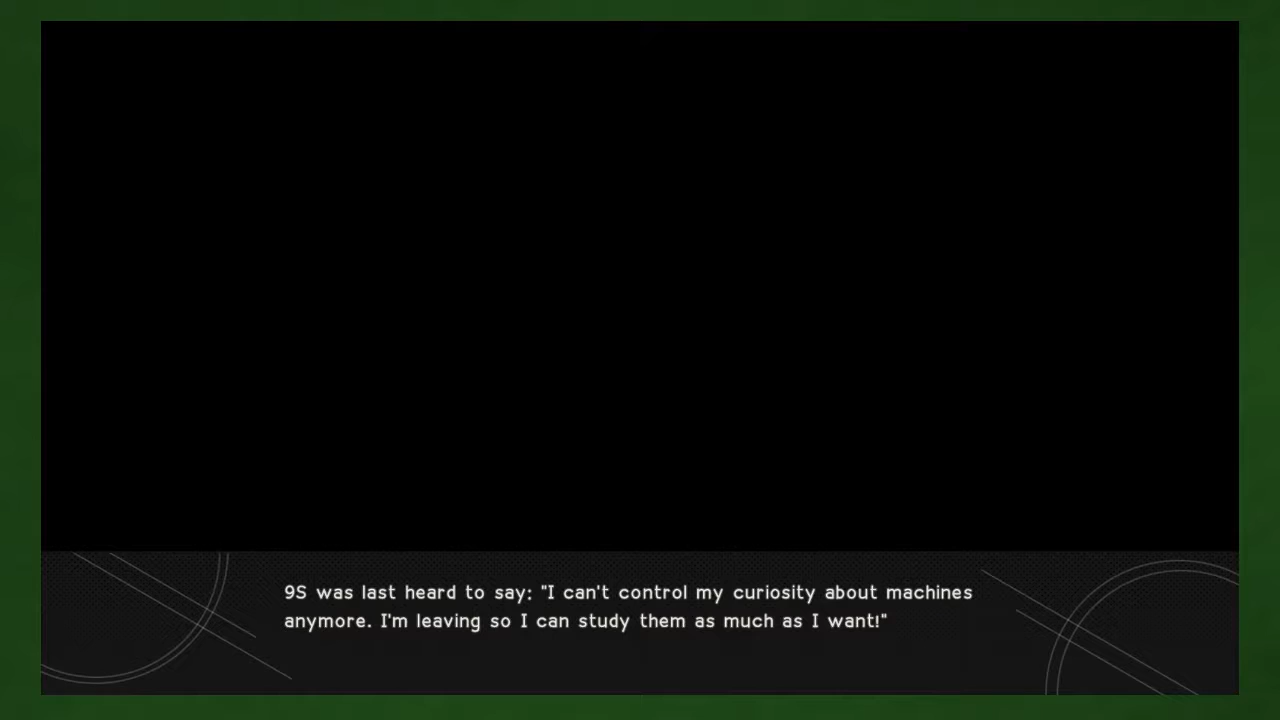 9S was last heard to say: "I can't control my curiosity about machines
anymore. I'm leaving so I can study them as much as I want!"